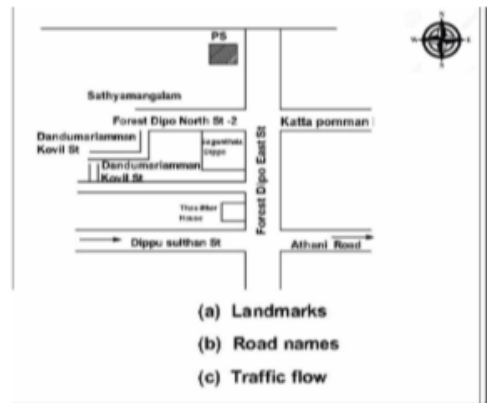 N
W
E
S
PS
Sathyamangalam
Forest Dipo North St -2
Katta pomman
Dandumariamman
Kovil St
Dippo
Dandumariamman
Kovil St
Forest Dipo East St
House
Dippu sulthan St
Athani Road
(a) Landmarks
(b) Road names
(c) Traffic flow